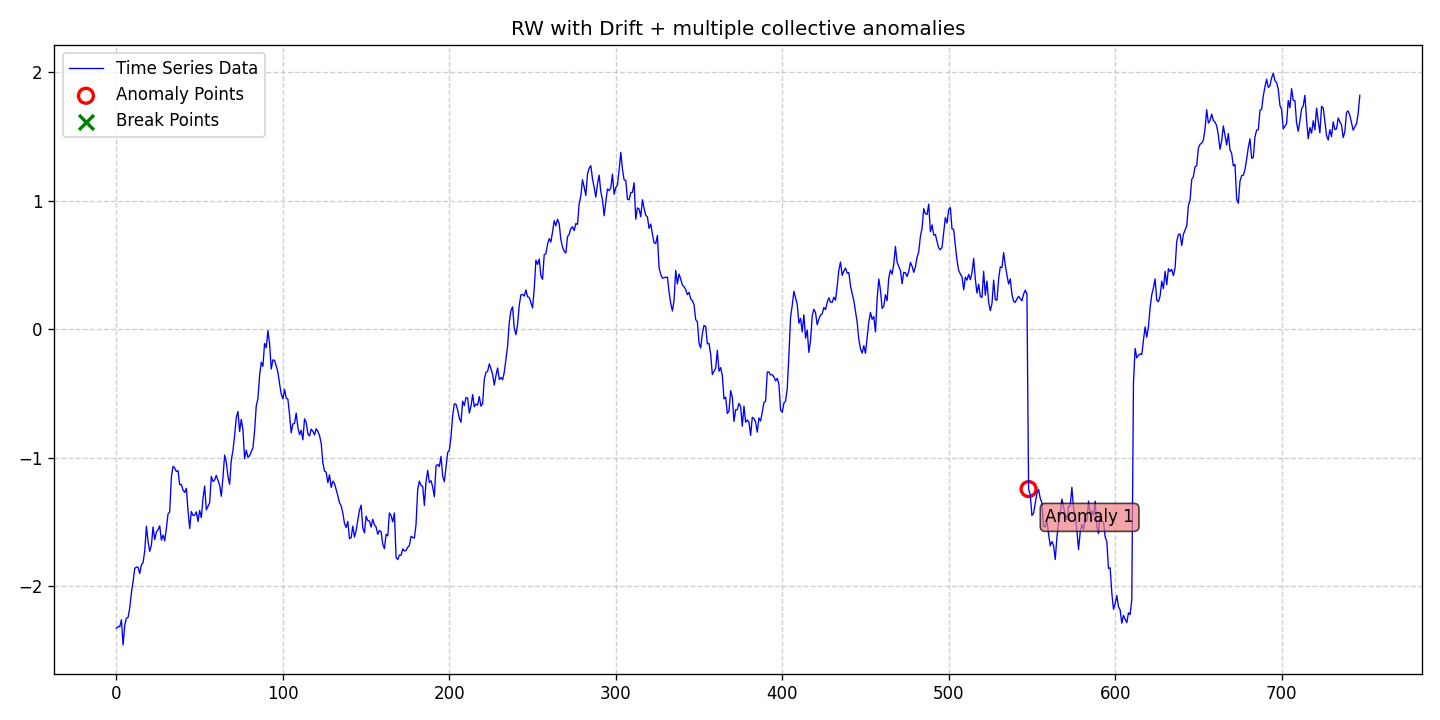 RW with Drift + multiple collective anomalies
Time Series Data
Anomaly Points
Break Points
2
1
0
−1
−2
Anomaly 1
0
100
200
300
400
500
600
700